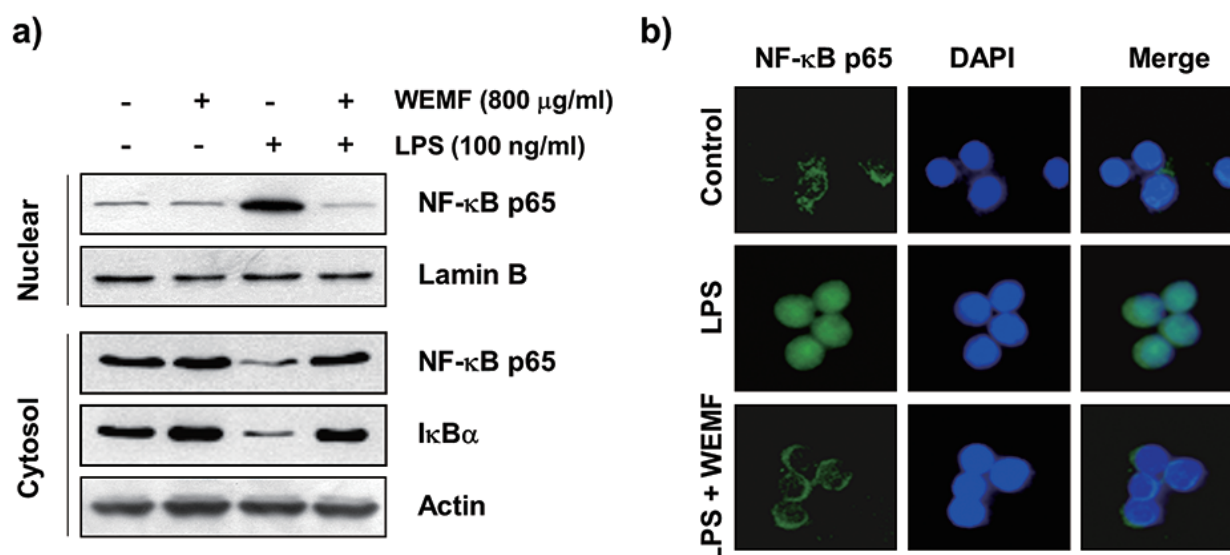 a)
- + - + WEMF (800 μg/ml)
- - + + LPS (100 ng/ml)
Nuclear
NF-κB p65
Lamin B
Cytosol
NF-κB p65
IκBα
Actin
b)
NF-κB p65 DAPI Merge
Control
LPS
LPS + WEMF